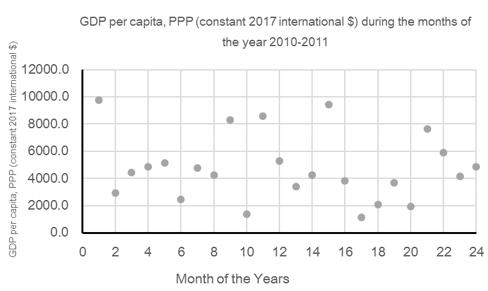 GDP per capita, PPP (constant 2017 international $) during the months of
the year 2010-2011
GDP per capita, PPP (constant 2017 international $)
12000.0
10000.0
8000.0
6000.0
4000.0
2000.0
0.0
0 2 4 6 8 10 12 14 16 18 20 22 24
Month of the Years